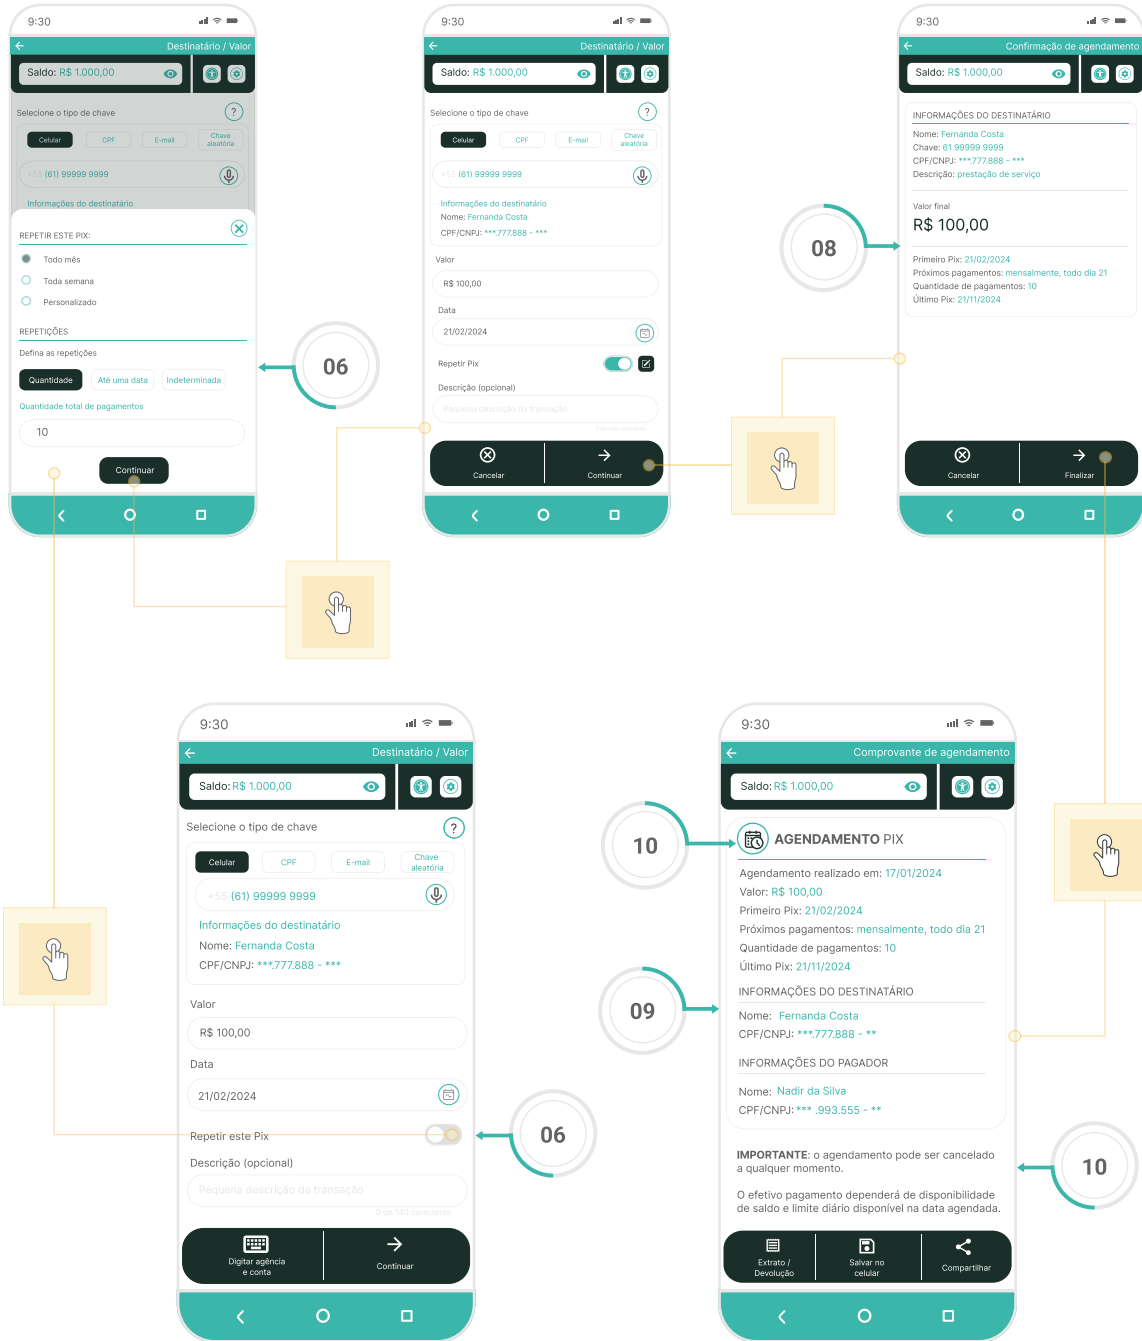 9:30
Destinatário / Valor
Saldo: R$ 1.000,00
Selecione o tipo de chave
?
Celular
CPF
E-mail
Chave
aleatória
+55 (61) 99999 9999
Informações do destinatário
REPETIR ESTE PIX:
Todo mês
Toda semana
Personalizado
REPETIÇÕES
Defina as repetições
Quantidade
Até uma data
Indeterminada
Quantidade total de pagamentos
10
Continuar
06
9:30
Destinatário / Valor
Saldo: R$ 1.000,00
Selecione o tipo de chave
?
Celular
CPF
E-mail
Chave
aleatória
+55 (61) 99999 9999
Informações do destinatário
Nome: Fernanda Costa
CPF/CNPJ: ***.777.888 - ***
Valor
R$ 100,00
Data
21/02/2024
Repetir Pix
Descrição (opcional)
Pequena descrição da transação
0 de 140 caracteres
Cancelar
Continuar
08
9:30
Confirmação de agendamento
Saldo: R$ 1.000,00
INFORMAÇÕES DO DESTINATÁRIO
Nome: Fernanda Costa
Chave: 61 99999 9999
CPF/CNPJ: ***.777.888 - ***
Descrição: prestação de serviço
Valor final
R$ 100,00
Primeiro Pix: 21/02/2024
Próximos pagamentos: mensalmente, todo dia 21
Quantidade de pagamentos: 10
Último Pix: 21/11/2024
Cancelar
Finalizar
9:30
Destinatário / Valor
Saldo: R$ 1.000,00
Selecione o tipo de chave
?
Celular
CPF
E-mail
Chave
aleatória
+55 (61) 99999 9999
Informações do destinatário
Nome: Fernanda Costa
CPF/CNPJ: ***.777.888 - ***
Valor
R$ 100,00
Data
21/02/2024
Repetir este Pix
Descrição (opcional)
Pequena descrição da transação
0 de 140 caracteres
Digitar agência
e conta
Continuar
06
9:30
Comprovante de agendamento
Saldo: R$ 1.000,00
10
AGENDAMENTO PIX
Agendamento realizado em: 17/01/2024
Valor: R$ 100,00
Primeiro Pix: 21/02/2024
Próximos pagamentos: mensalmente, todo dia 21
Quantidade de pagamentos: 10
Último Pix: 21/11/2024
09
INFORMAÇÕES DO DESTINATÁRIO
Nome: Fernanda Costa
CPF/CNPJ: ***.777.888 - **
INFORMAÇÕES DO PAGADOR
Nome: Nadir da Silva
CPF/CNPJ: *** .993.555 - **
IMPORTANTE: o agendamento pode ser cancelado
a qualquer momento.
10
O efetivo pagamento dependerá de disponibilidade
de saldo e limite diário disponível na data agendada.
Extrato /
Devolução
Salvar no
celular
Compartilhar